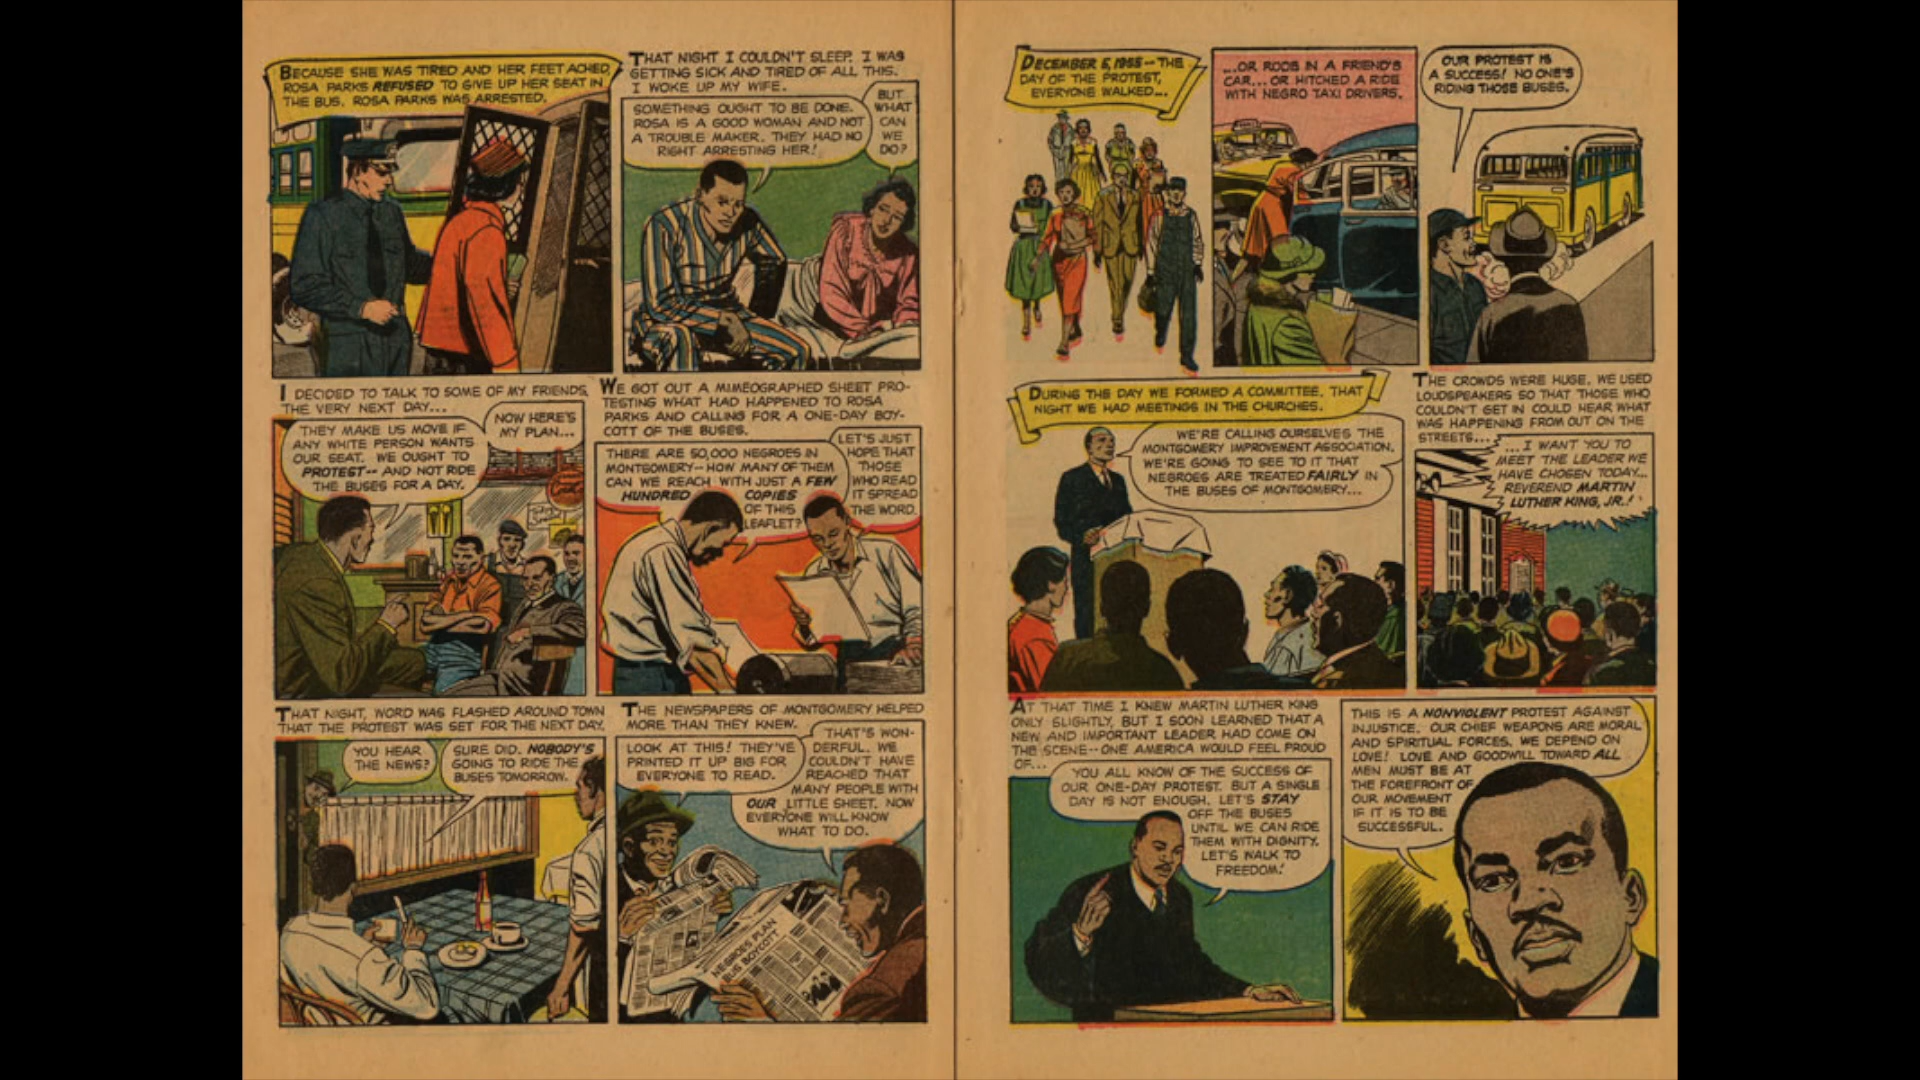 BECAUSE SHE WAS TIRED AND HER FEET ACHED,
ROSA PARKS REFUSED TO GIVE UP HER SEAT IN
THE BUS. ROSA PARKS WAS ARRESTED.
THAT NIGHT I COULDN'T SLEEP. I WAS
GETTING SICK AND TIRED OF ALL THIS.
I WOKE UP MY WIFE.
SOMETHING OUGHT TO BE DONE.
ROSA IS A GOOD WOMAN AND NOT
A TROUBLE MAKER. THEY HAD NO
RIGHT ARRESTING HER!
BUT
WHAT
CAN
WE
DO?
I DECIDED TO TALK TO SOME OF MY FRIENDS,
THE VERY NEXT DAY...
THEY MAKE US MOVE IF
ANY WHITE PERSON WANTS
OUR SEAT. WE OUGHT TO
PROTEST-- AND NOT RIDE
THE BUSES FOR A DAY.
NOW HERE'S
MY PLAN...
WE GOT OUT A MIMEOGRAPHED SHEET PRO-
TESTING WHAT HAD HAPPENED TO ROSA
PARKS AND CALLING FOR A ONE-DAY BOY-
COTT OF THE BUSES.
THERE ARE 50,000 NEGROES IN
MONTGOMERY--HOW MANY OF THEM
CAN WE REACH WITH JUST A FEW
HUNDRED COPIES
OF THIS
LEAFLET?
LET'S JUST
HOPE THAT
THOSE
WHO READ
IT SPREAD
THE WORD.
THAT NIGHT, WORD WAS FLASHED AROUND TOWN
THAT THE PROTEST WAS SET FOR THE NEXT DAY.
YOU HEAR
THE NEWS?
SURE DID. NOBODY'S
GOING TO RIDE THE
BUSES TOMORROW.
THE NEWSPAPERS OF MONTGOMERY HELPED
MORE THAN THEY KNEW.
LOOK AT THIS! THEY'VE
PRINTED IT UP BIG FOR
EVERYONE TO READ.
THAT'S WON-
DERFUL. WE
COULDN'T HAVE
REACHED THAT
MANY PEOPLE WITH
OUR LITTLE SHEET. NOW
EVERYONE WILL KNOW
WHAT TO DO.
NEGROES PLAN
BUS BOYCOTT
DECEMBER 5, 1955--THE
DAY OF THE PROTEST,
EVERYONE WALKED...
...OR RODE IN A FRIEND'S
CAR... OR HITCHED A RIDE
WITH NEGRO TAXI DRIVERS.
OUR PROTEST IS
A SUCCESS! NO ONE'S
RIDING THOSE BUSES.
DURING THE DAY WE FORMED A COMMITTEE. THAT
NIGHT WE HAD MEETINGS IN THE CHURCHES.
WE'RE CALLING OURSELVES THE
MONTGOMERY IMPROVEMENT ASSOCIATION.
WE'RE GOING TO SEE TO IT THAT
NEGROES ARE TREATED FAIRLY IN
THE BUSES OF MONTGOMERY...
THE CROWDS WERE HUGE. WE USED
LOUDSPEAKERS SO THAT THOSE WHO
COULDN'T GET IN COULD HEAR WHAT
WAS HAPPENING FROM OUT ON THE
STREETS...
...I WANT YOU TO
MEET THE LEADER WE
HAVE CHOSEN TODAY...
REVEREND MARTIN
LUTHER KING, JR.!
AT THAT TIME I KNEW MARTIN LUTHER KING
ONLY SLIGHTLY, BUT I SOON LEARNED THAT A
NEW AND IMPORTANT LEADER HAD COME ON
THE SCENE--ONE AMERICA WOULD FEEL PROUD
OF...
YOU ALL KNOW OF THE SUCCESS OF
OUR ONE-DAY PROTEST. BUT A SINGLE
DAY IS NOT ENOUGH. LET'S STAY
OFF THE BUSES
UNTIL WE CAN RIDE
THEM WITH DIGNITY.
LET'S WALK TO
FREEDOM!
THIS IS A NONVIOLENT PROTEST AGAINST
INJUSTICE. OUR CHIEF WEAPONS ARE MORAL
AND SPIRITUAL FORCES. WE DEPEND ON
LOVE! LOVE AND GOODWILL TOWARD ALL
MEN MUST BE AT
THE FOREFRONT OF
OUR MOVEMENT
IF IT IS TO BE
SUCCESSFUL.